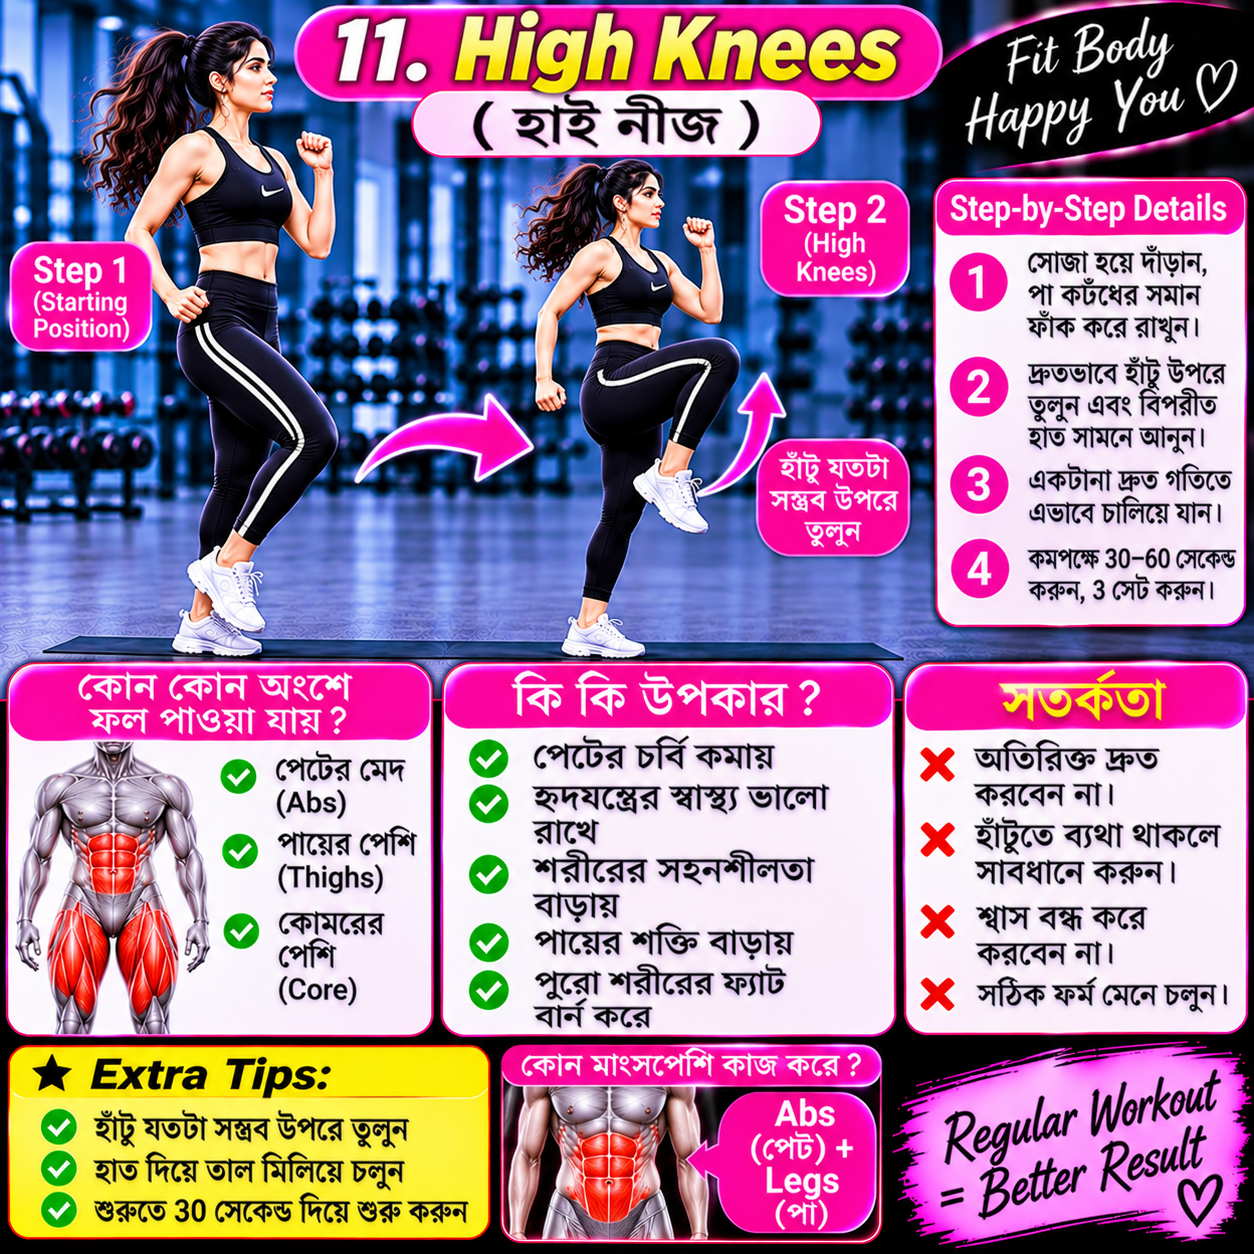 11. High Knees
( হাই নীজ )
Fit Body
Happy You
Step 1
(Starting
Position)
Step 2
(High
Knees)
হাঁটু যতটা
সম্ভব উপরে
তুলুন
Step-by-Step Details
1
সোজা হয়ে দাঁড়ান,
পা কাঁধের সমান
ফাঁক করে রাখুন।
2
দ্রুতভাবে হাঁটু উপরে
তুলুন এবং বিপরীত
হাত সামনে আনুন।
3
একটানা দ্রুত গতিতে
এভাবে চালিয়ে যান।
4
কমপক্ষে 30–60 সেকেন্ড
করুন, 3 সেট করুন।
কোন কোন অংশে
ফল পাওয়া যায় ?
পেটের মেদ
(Abs)
পায়ের পেশি
(Thighs)
কোমরের
পেশি
(Core)
কি কি উপকার ?
পেটের চর্বি কমায়
হৃদযন্ত্রের স্বাস্থ্য ভালো
রাখে
শরীরের সহনশীলতা
বাড়ায়
পায়ের শক্তি বাড়ায়
পুরো শরীরের ফ্যাট
বার্ন করে
সতর্কতা
অতিরিক্ত দ্রুত
করবেন না।
হাঁটুতে ব্যথা থাকলে
সাবধানে করুন।
শ্বাস বন্ধ করে
করবেন না।
সঠিক ফর্ম মেনে চলুন।
Extra Tips:
হাঁটু যতটা সম্ভব উপরে তুলুন
হাত দিয়ে তাল মিলিয়ে চলুন
শুরুতে 30 সেকেন্ড দিয়ে শুরু করুন
কোন মাংসপেশি কাজ করে ?
Abs
(পেট) +
Legs
(পা)
Regular Workout
= Better Result